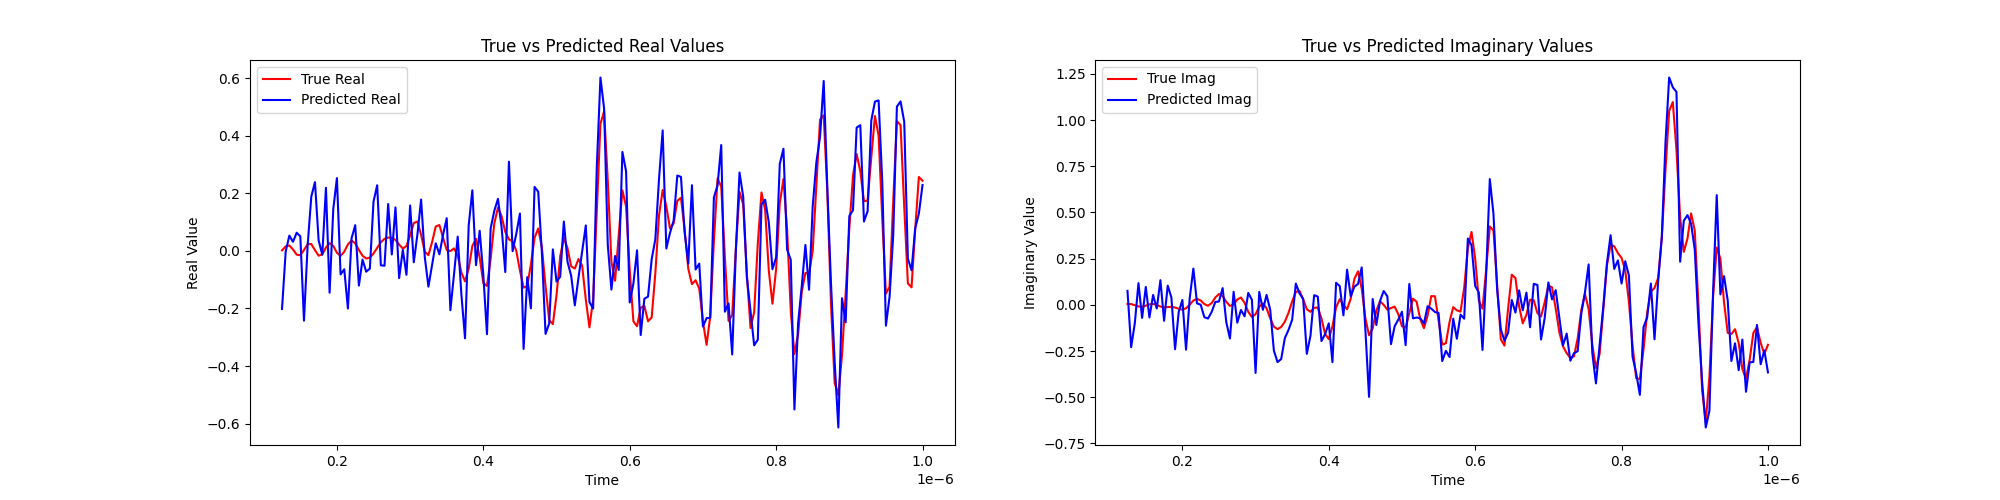 True vs Predicted Real Values
True Real
Predicted Real
Real Value
0.6
0.4
0.2
0.0
−0.2
−0.4
−0.6
0.2 0.4 0.6 0.8 1.0
1e−6
Time
True vs Predicted Imaginary Values
True Imag
Predicted Imag
Imaginary Value
1.25
1.00
0.75
0.50
0.25
0.00
−0.25
−0.50
−0.75
0.2 0.4 0.6 0.8 1.0
1e−6
Time